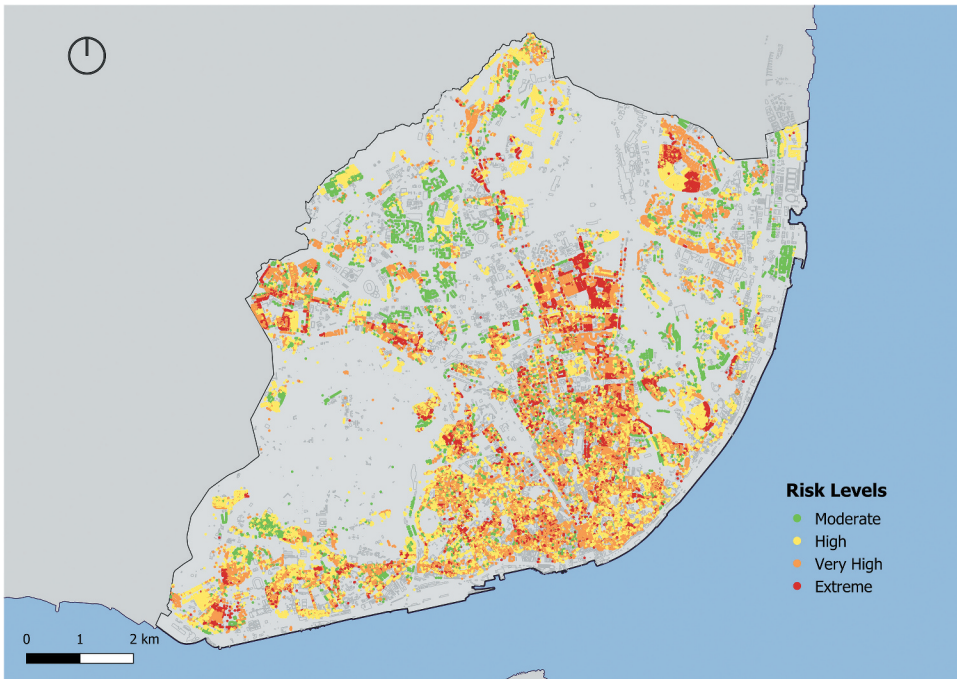 Risk Levels
Moderate
High
Very High
Extreme
0 1 2 km